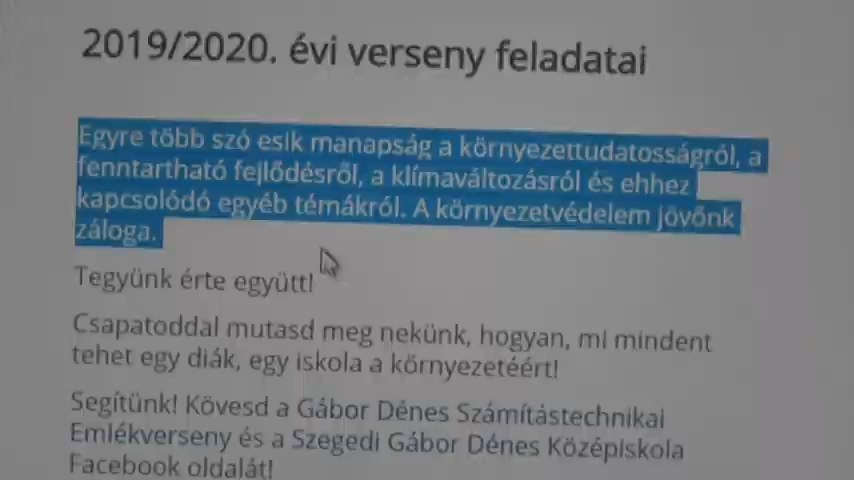 2019/2020. évi verseny feladatai
Egyre több szó esik manapság a környezettudatosságról, a
fenntartható fejlődésről, a klímaváltozásról és ehhez
kapcsolódó egyéb témákról. A környezetvédelem jövőnk
záloga.
Tegyünk érte együtt!
Csapatoddal mutasd meg nekünk, hogyan, mi mindent
tehet egy diák, egy iskola a környezetéért!
Segítünk! Kövesd a Gábor Dénes Számítástechnikai
Emlékverseny és a Szegedi Gábor Dénes Középiskola
Facebook oldalát!